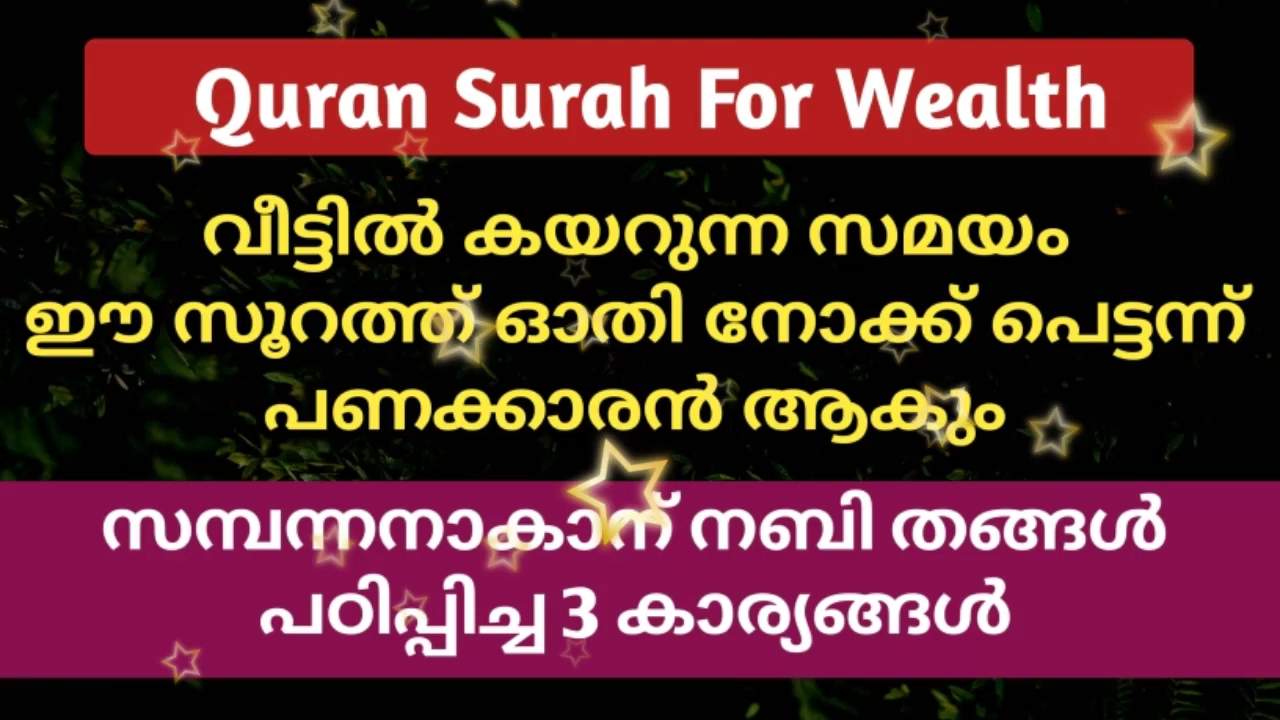 Quran Surah For Wealth
വീട്ടിൽ കയറുന്ന സമയം
ഈ സൂറത്ത് ഓതി നോക്ക് പെട്ടന്ന്
പണക്കാരൻ ആകും
സമ്പന്നനാകാന് നബി തങ്ങൾ
പഠിപ്പിച്ച 3 കാര്യങ്ങൾ